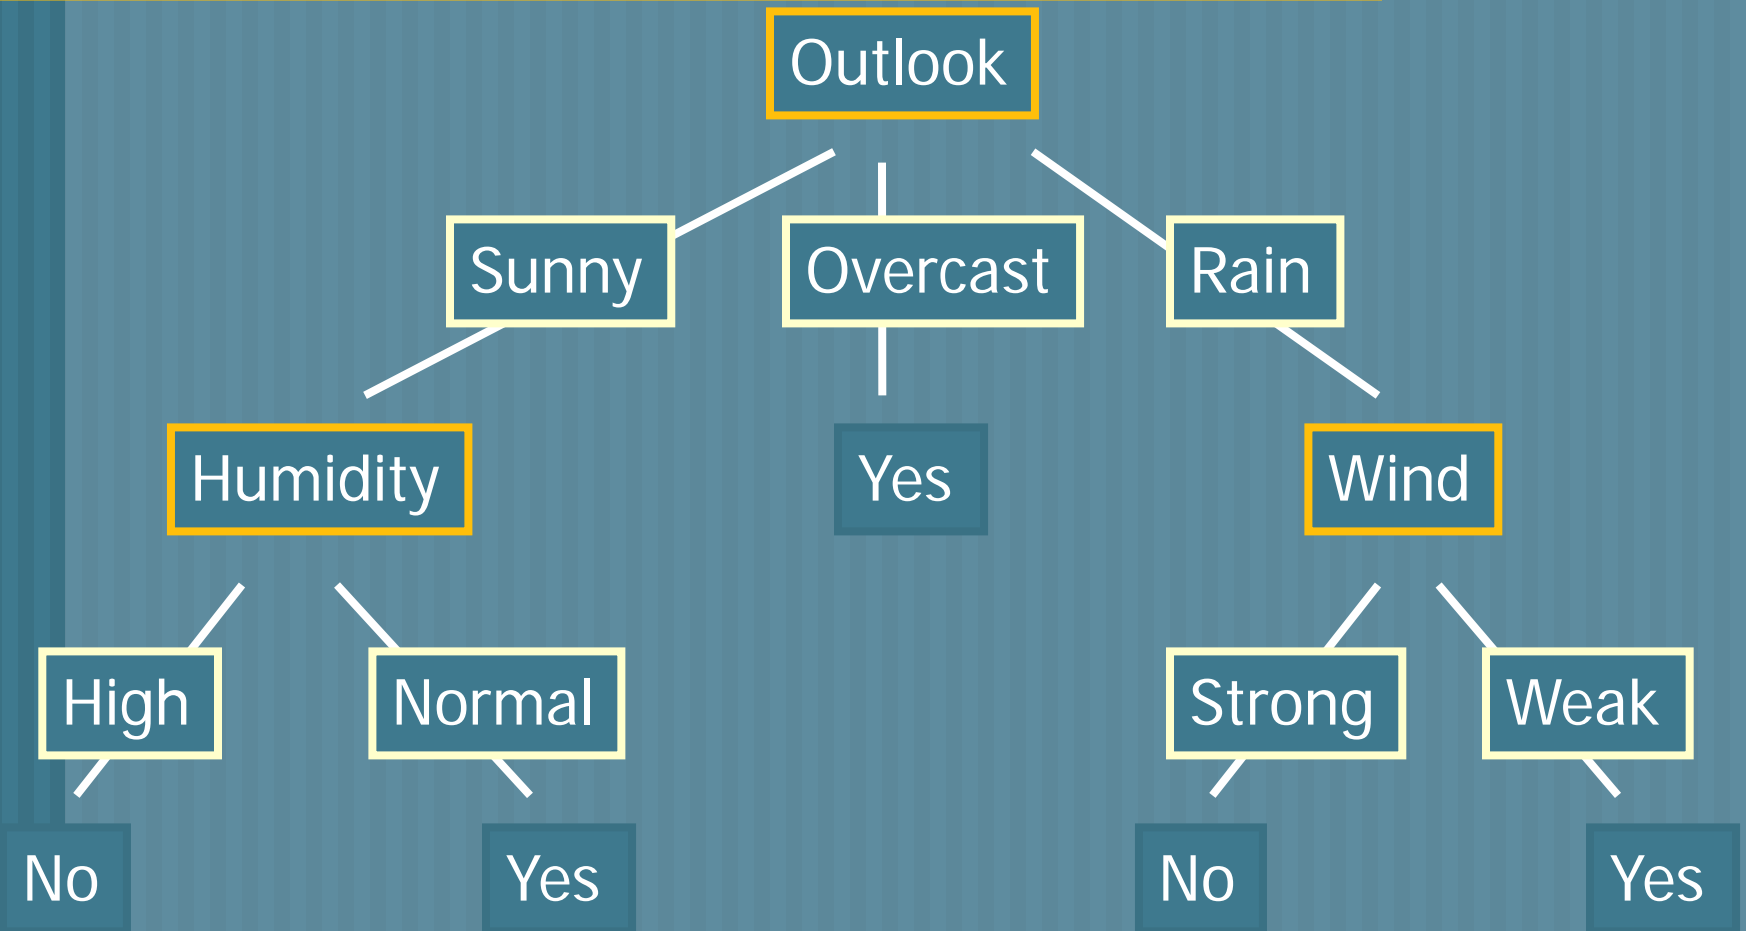 Outlook
Sunny Overcast Rain
Humidity Yes Wind
High Normal Strong Weak
No Yes No Yes